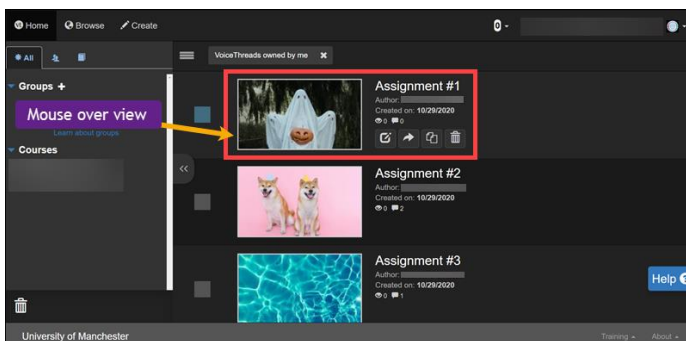 Home Browse Create 0
All
VoiceThreads owned by me ✖
Groups +
Mouse over view
Learn about groups
Courses
Assignment #1
Author:
Created on: 10/29/2020
0 0
Assignment #2
Author:
Created on: 10/29/2020
0 2
Assignment #3
Author:
Created on: 10/29/2020
0 1
Help ?
University of Manchester
Training
About